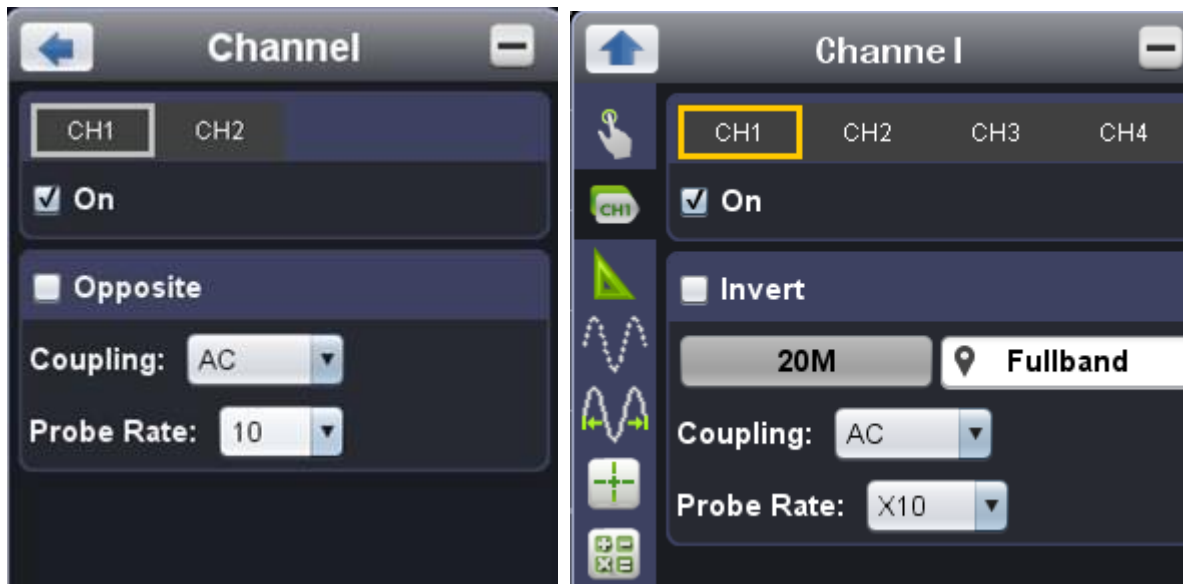 Channel
CH1 CH2
On
Opposite
Coupling: AC
Probe Rate: 10
Channel
CH1 CH2 CH3 CH4
CH1
On
Invert
20M Fullband
Coupling: AC
Probe Rate: X10